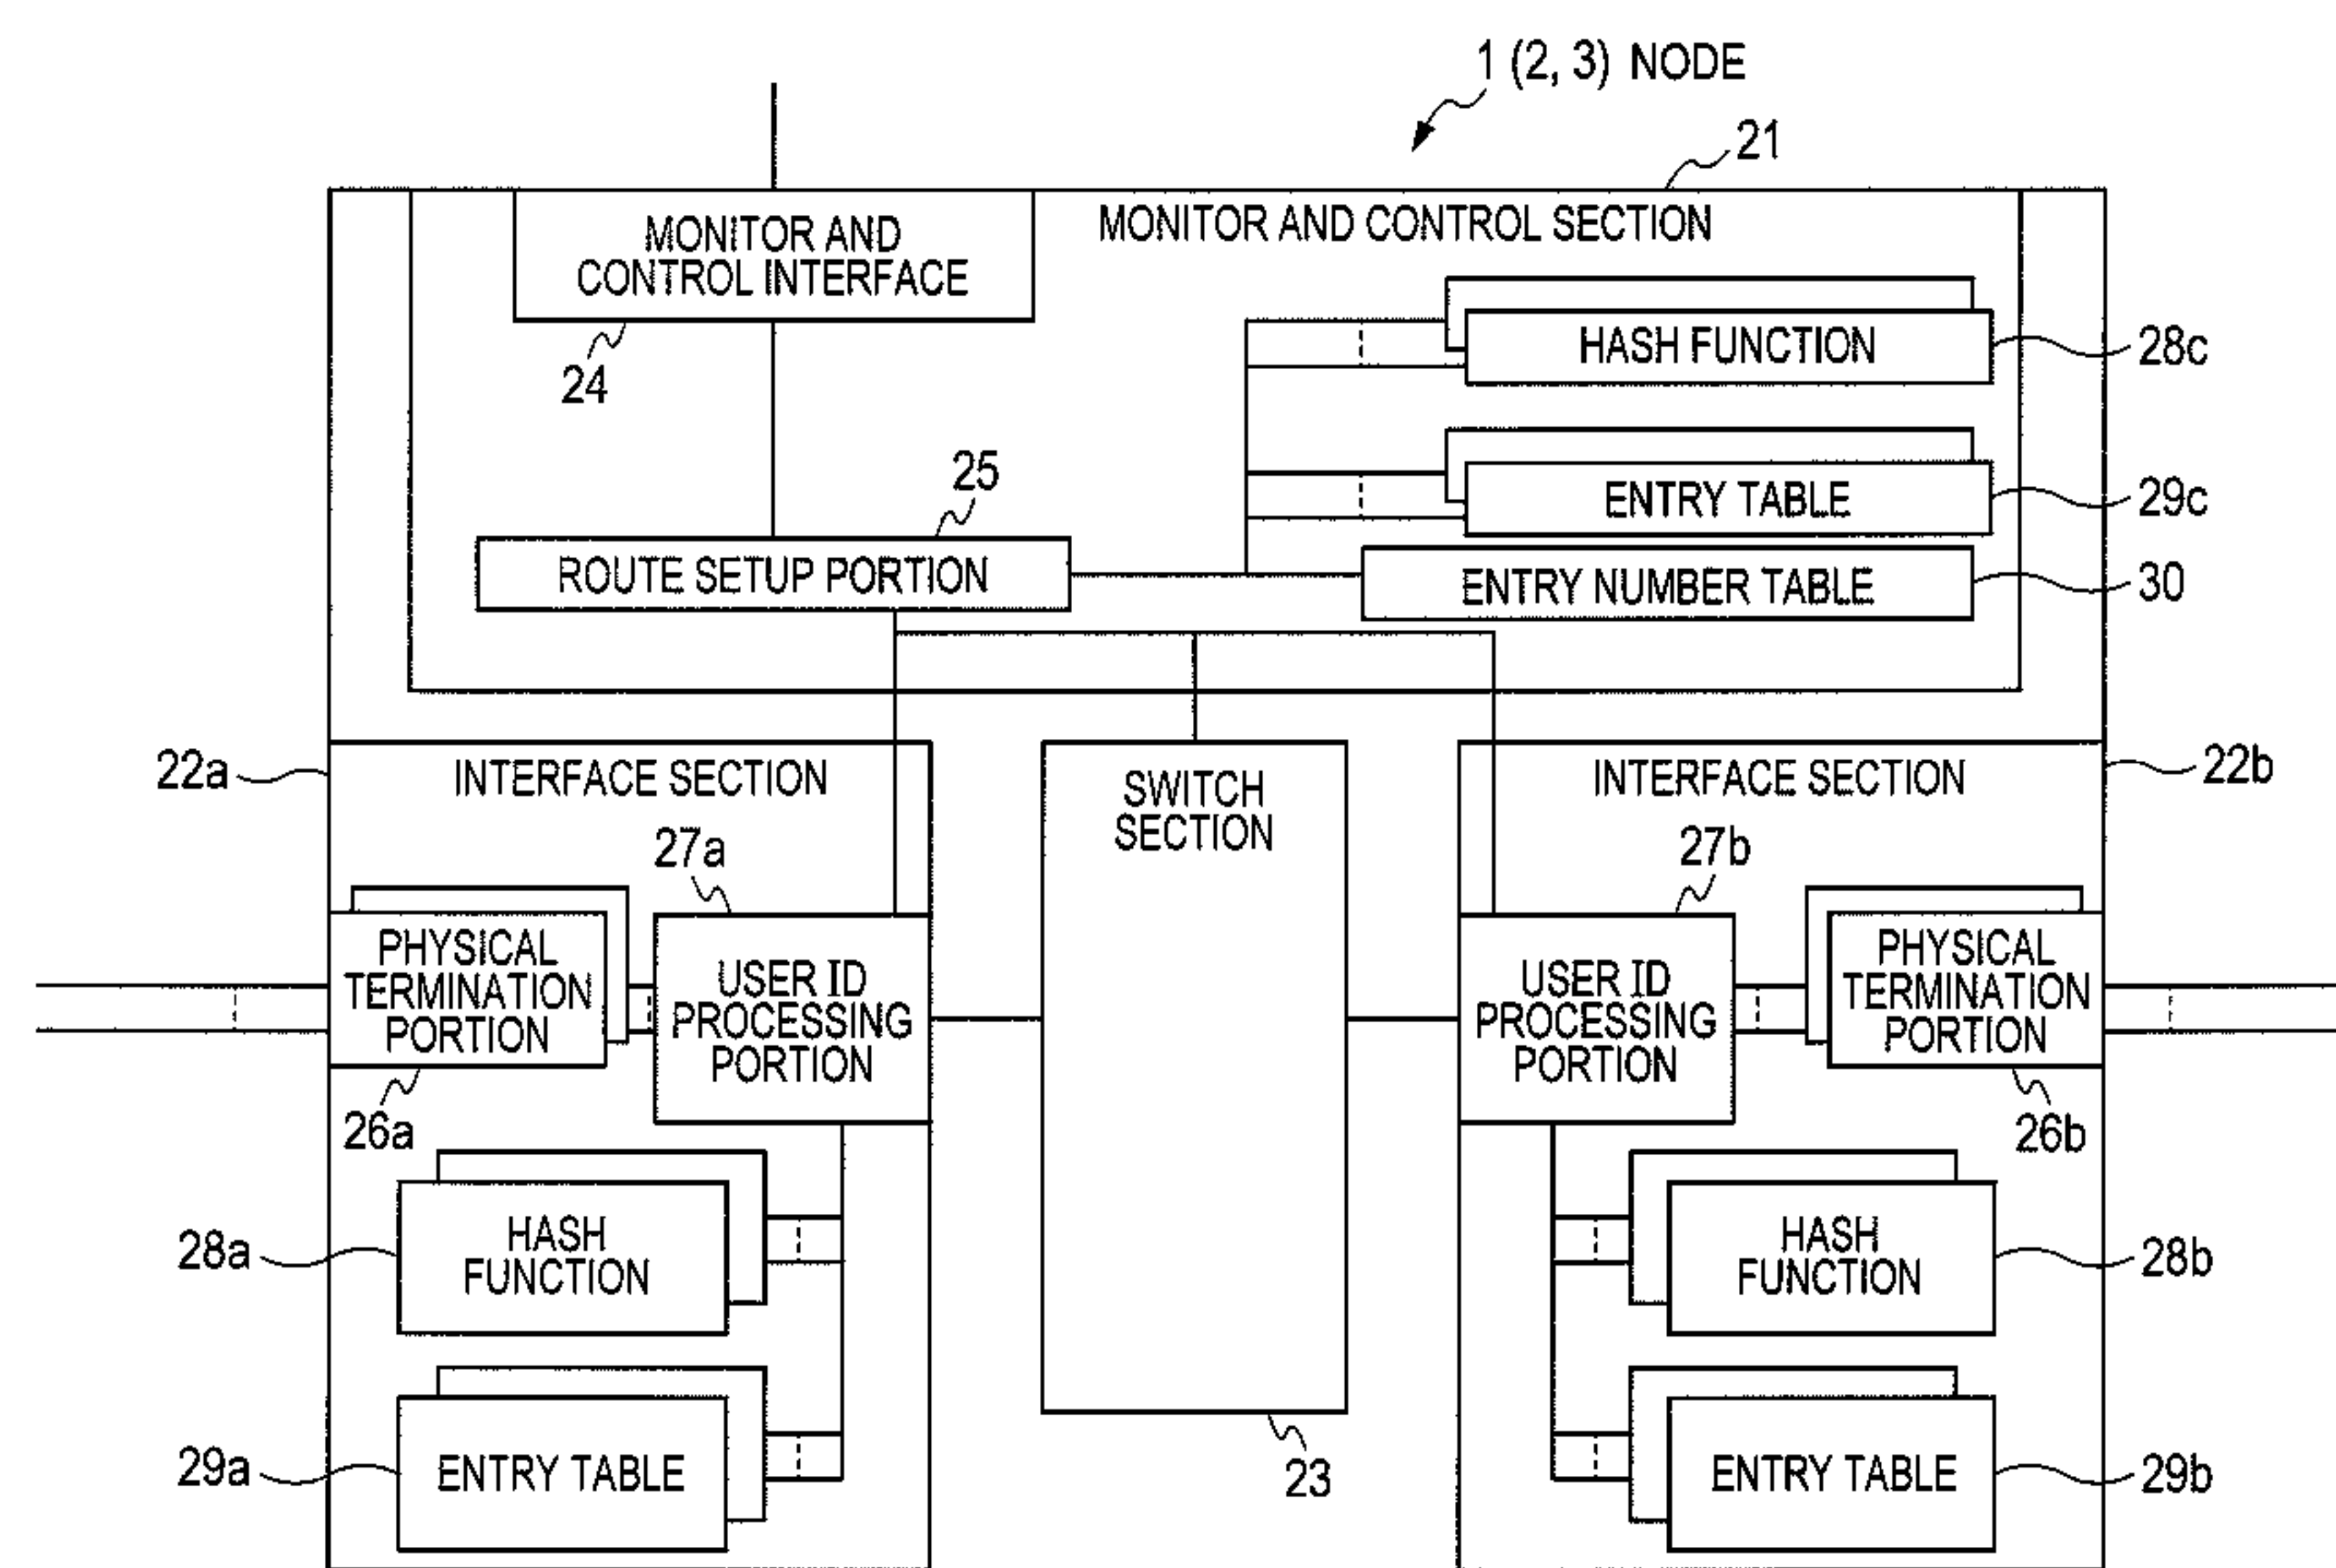 1 (2, 3) NODE
21
MONITOR AND
CONTROL INTERFACE
MONITOR AND CONTROL SECTION
24
HASH FUNCTION
28c
25
ENTRY TABLE
29c
ROUTE SETUP PORTION
ENTRY NUMBER TABLE
30
22a
INTERFACE SECTION
SWITCH
SECTION
INTERFACE SECTION
22b
27a
27b
PHYSICAL
TERMINATION
PORTION
USER ID
PROCESSING
PORTION
USER ID
PROCESSING
PORTION
PHYSICAL
TERMINATION
PORTION
26a
26b
28a
HASH
FUNCTION
HASH
FUNCTION
28b
29a
ENTRY TABLE
23
ENTRY TABLE
29b